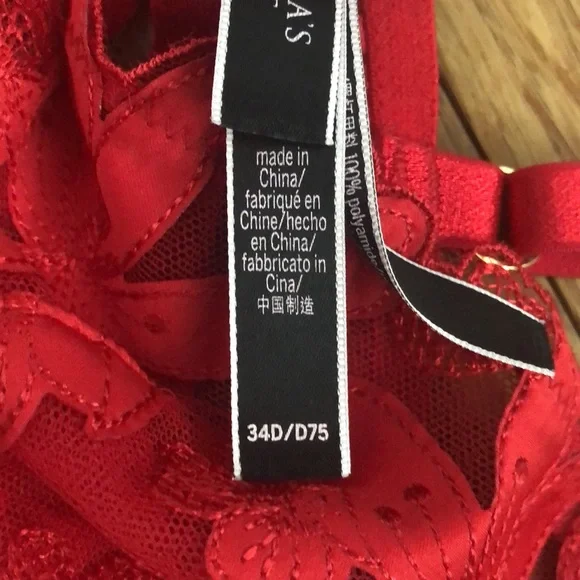 A'S
made in
China/
fabriqué en
Chine/hecho
en China/
fabbricato in
Cina/
中国制造
34D/D75
100% polyamide